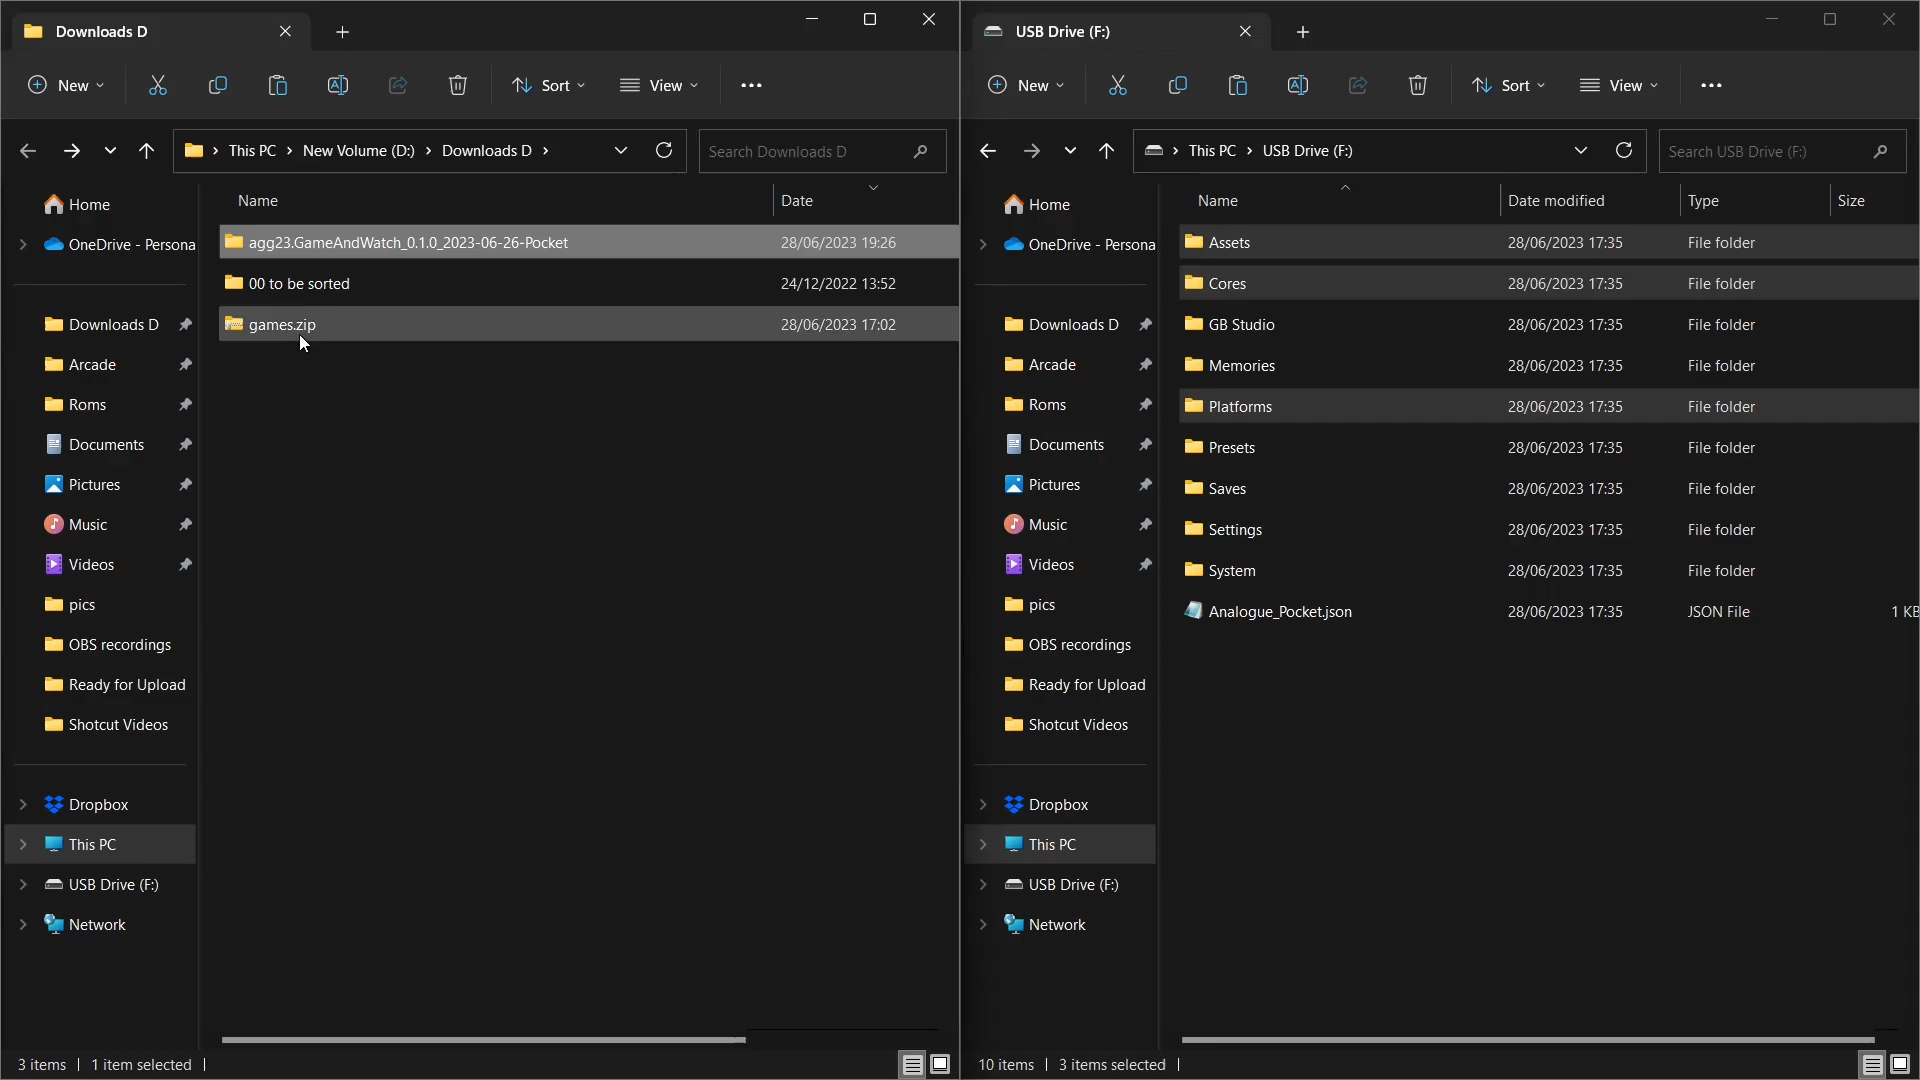 Downloads D
New
Sort
View
This PC
New Volume (D:)
Downloads D
Search Downloads D
Home
OneDrive - Persona
Downloads D
Arcade
Roms
Documents
Pictures
Music
Videos
pics
OBS recordings
Ready for Upload
Shotcut Videos
Dropbox
This PC
USB Drive (F:)
Network
Name Date
agg23.GameAndWatch_0.1.0_2023-06-26-Pocket 28/06/2023 19:26
00 to be sorted 24/12/2022 13:52
games.zip 28/06/2023 17:02
3 items 1 item selected
USB Drive (F:)
New
Sort
View
This PC
USB Drive (F:)
Search USB Drive (F:)
Home
OneDrive - Persona
Downloads D
Arcade
Roms
Documents
Pictures
Music
Videos
pics
OBS recordings
Ready for Upload
Shotcut Videos
Dropbox
This PC
USB Drive (F:)
Network
Name Date modified Type Size
Assets 28/06/2023 17:35 File folder
Cores 28/06/2023 17:35 File folder
GB Studio 28/06/2023 17:35 File folder
Memories 28/06/2023 17:35 File folder
Platforms 28/06/2023 17:35 File folder
Presets 28/06/2023 17:35 File folder
Saves 28/06/2023 17:35 File folder
Settings 28/06/2023 17:35 File folder
System 28/06/2023 17:35 File folder
Analogue_Pocket.json 28/06/2023 17:35 JSON File 1 KB
10 items 3 items selected